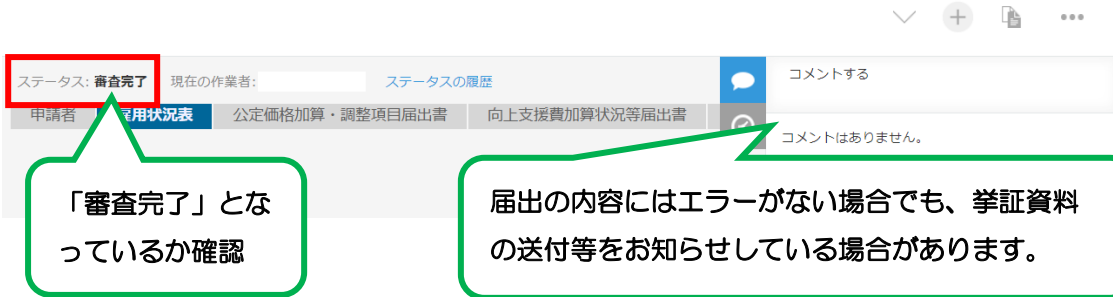 ステータス: 審査完了 現在の作業者: ステータスの履歴
コメントする
申請者 雇用状況表 公定価格加算・調整項目届出書 向上支援費加算状況等届出書
コメントはありません。
「審査完了」とな
っているか確認
届出の内容にはエラーがない場合でも、挙証資料
の送付等をお知らせしている場合があります。